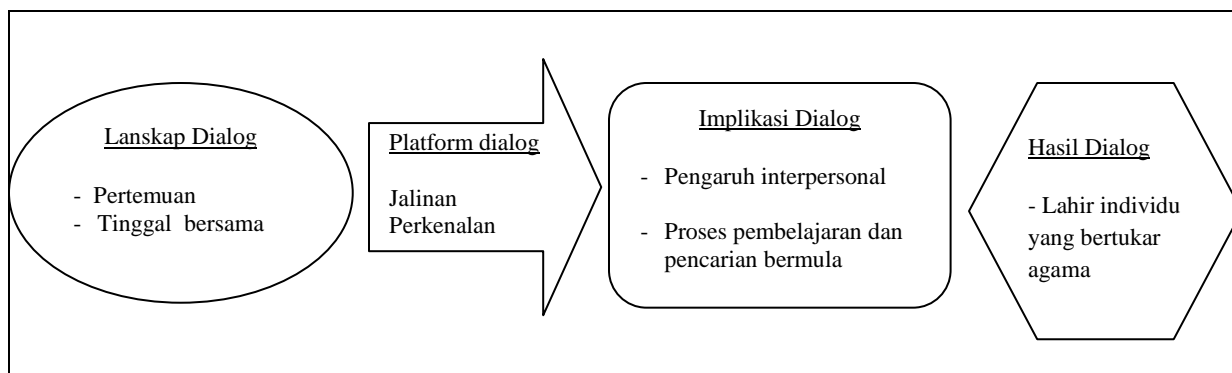 Lanskap Dialog
- Pertemuan
- Tinggal bersama
Platform dialog
Jalinan
Perkenalan
Implikasi Dialog
- Pengaruh interpersonal
- Proses pembelajaran dan
pencarian bermula
Hasil Dialog
- Lahir individu
yang bertukar
agama